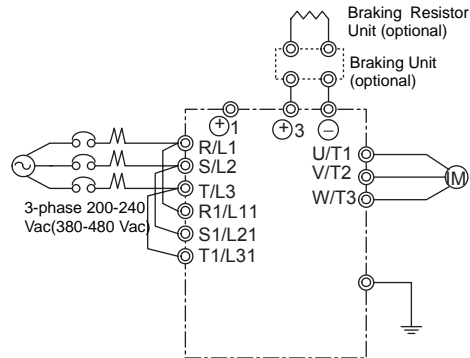 Braking Resistor
Unit (optional)
Braking Unit
(optional)
+1
+3
−
R/L1
S/L2
T/L3
R1/L11
S1/L21
T1/L31
U/T1
V/T2
W/T3
M
3-phase 200-240
Vac(380-480 Vac)